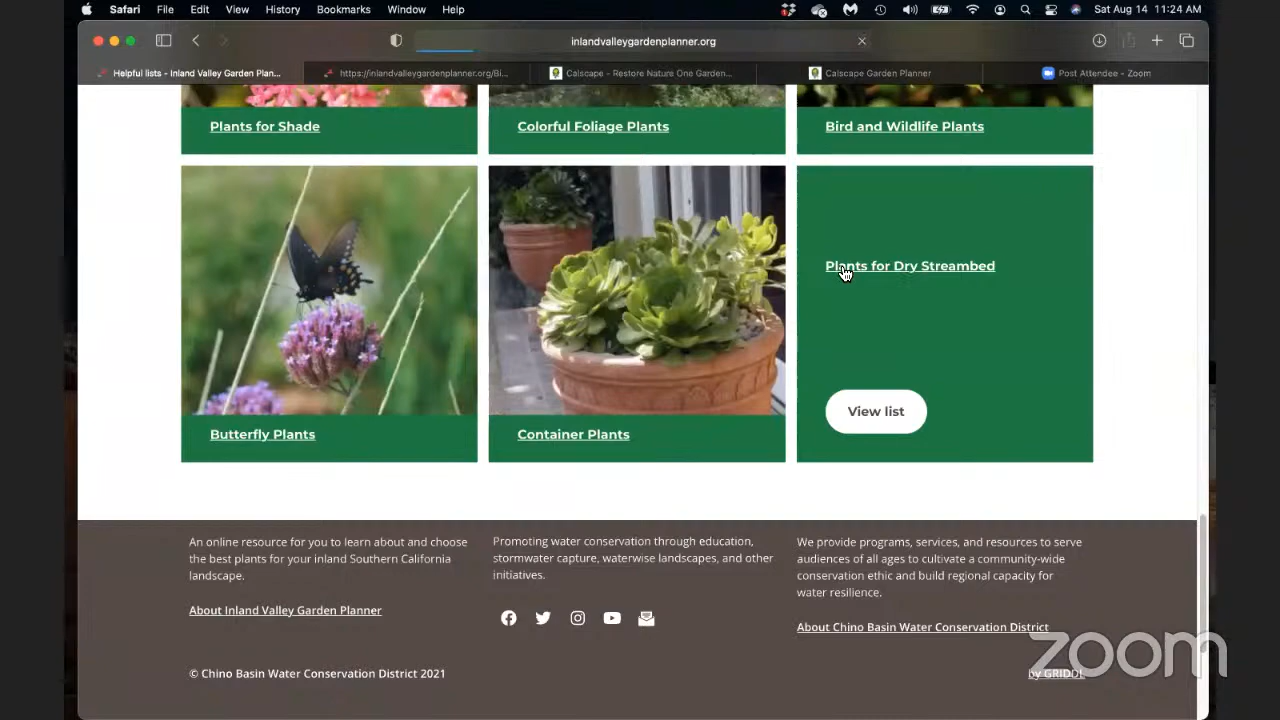 Safari File Edit View History Bookmarks Window Help Sat Aug 14 11:24 AM
inlandvalleygardenplanner.org
Helpful lists - Inland Valley Garden Plan... https://inlandvalleygardenplanner.org/Bi... Calscape - Restore Nature One Garden... Calscape Garden Planner Post Attendee - Zoom
Plants for Shade Colorful Foliage Plants Bird and Wildlife Plants
Plants for Dry Streambed
View list
Butterfly Plants Container Plants
An online resource for you to learn about and choose
the best plants for your inland Southern California
landscape.
About Inland Valley Garden Planner
Promoting water conservation through education,
stormwater capture, waterwise landscapes, and other
initiatives.
We provide programs, services, and resources to serve
audiences of all ages to cultivate a community-wide
conservation ethic and build regional capacity for
water resilience.
About Chino Basin Water Conservation District
© Chino Basin Water Conservation District 2021
by GRIDDL
zoom